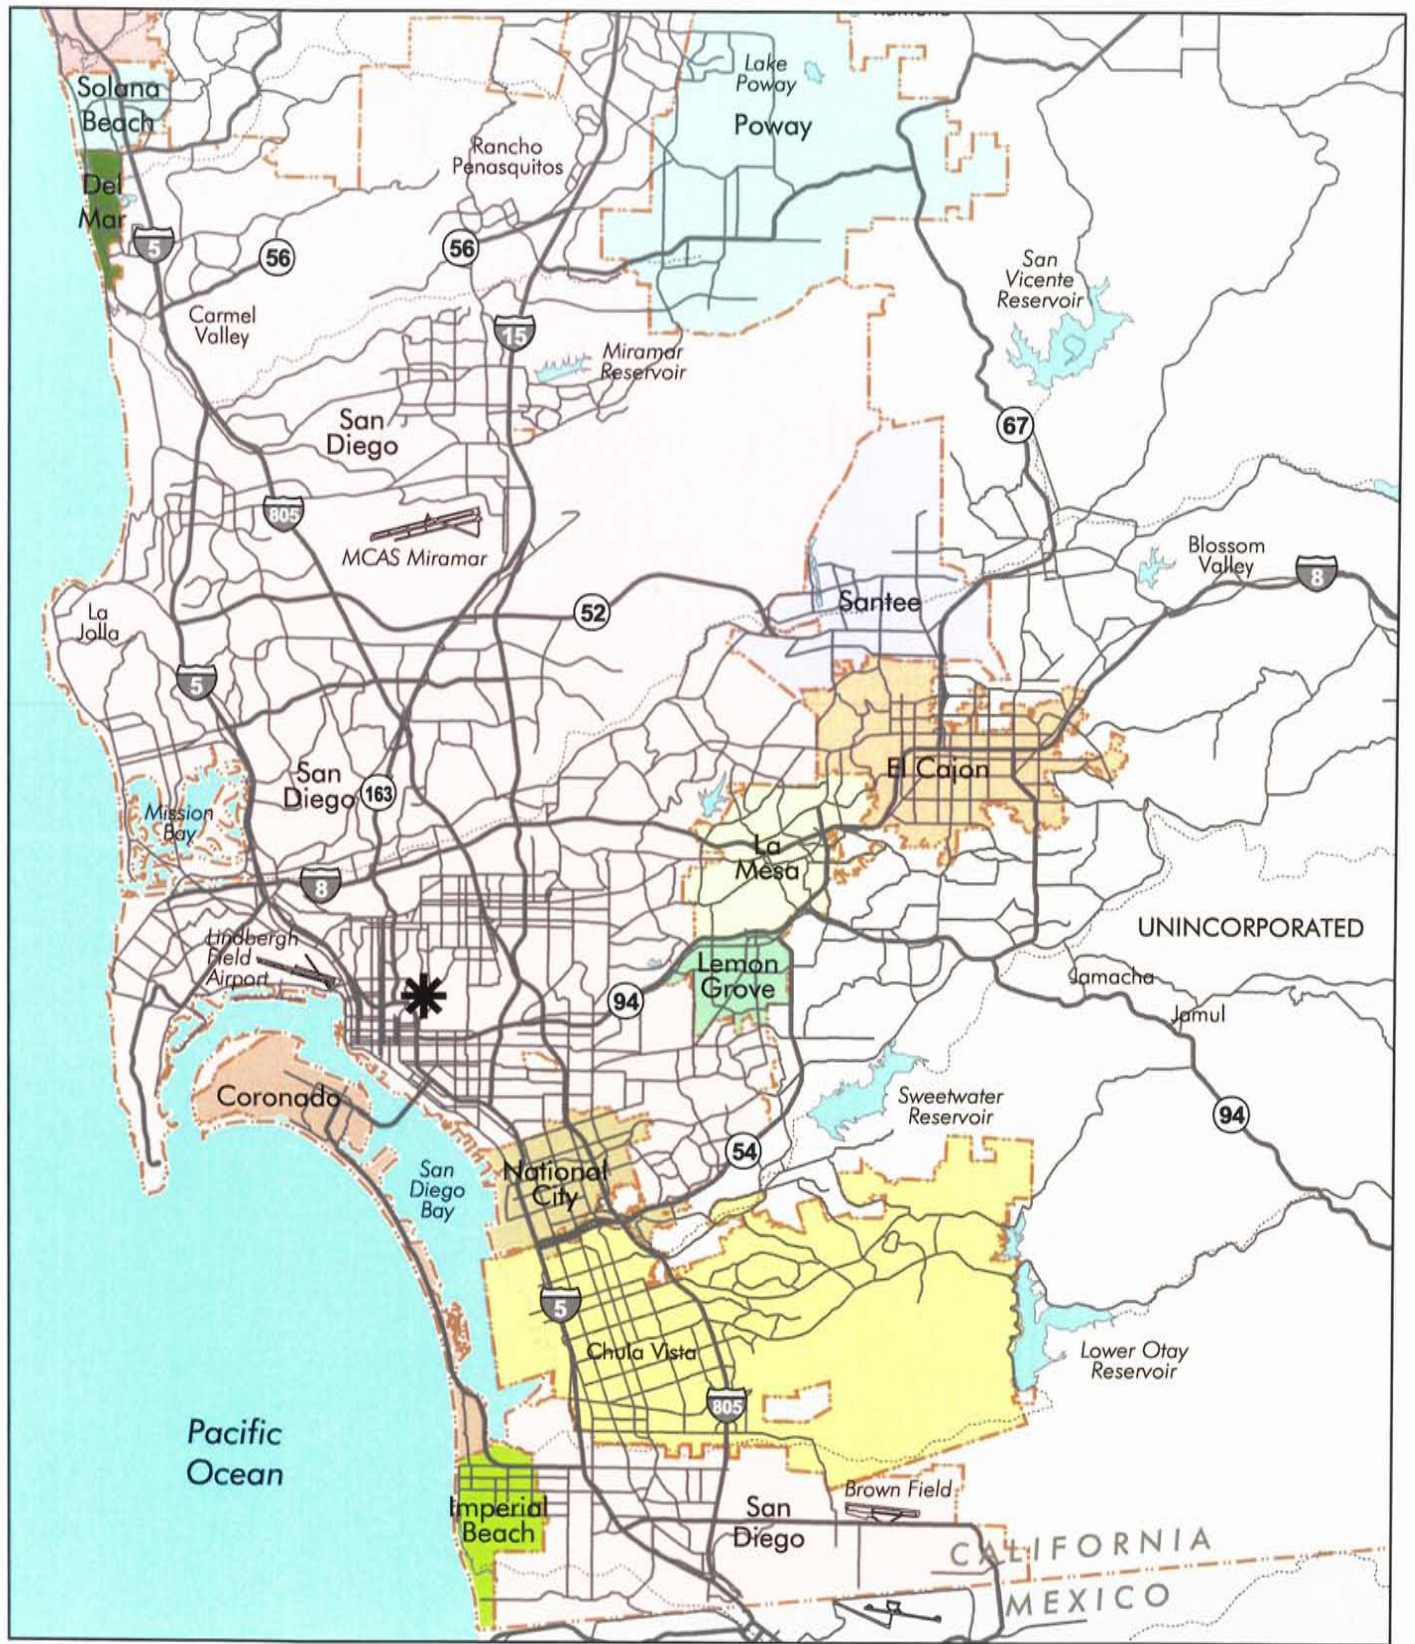 Lake
Poway
Solana
Beach
Poway
Rancho
Penasquitos
Del
Mar
5
56
56
San
Vicente
Reservoir
Carmel
Valley
15
Miramar
Reservoir
San
Diego
67
805
MCAS Miramar
Blossom
Valley
8
La
Jolla
52
Santee
5
San
Diego
163
El Cajon
Mission
Bay
La
Mesa
8
UNINCORPORATED
Lindbergh
Field
Airport
Lemon
Grove
Jamacha
94
Jamul
Coronado
Sweetwater
Reservoir
94
54
San
Diego
Bay
National
City
5
Chula Vista
Lower Otay
Reservoir
805
Pacific
Ocean
Brown Field
Imperial
Beach
San
Diego
CALIFORNIA
MEXICO